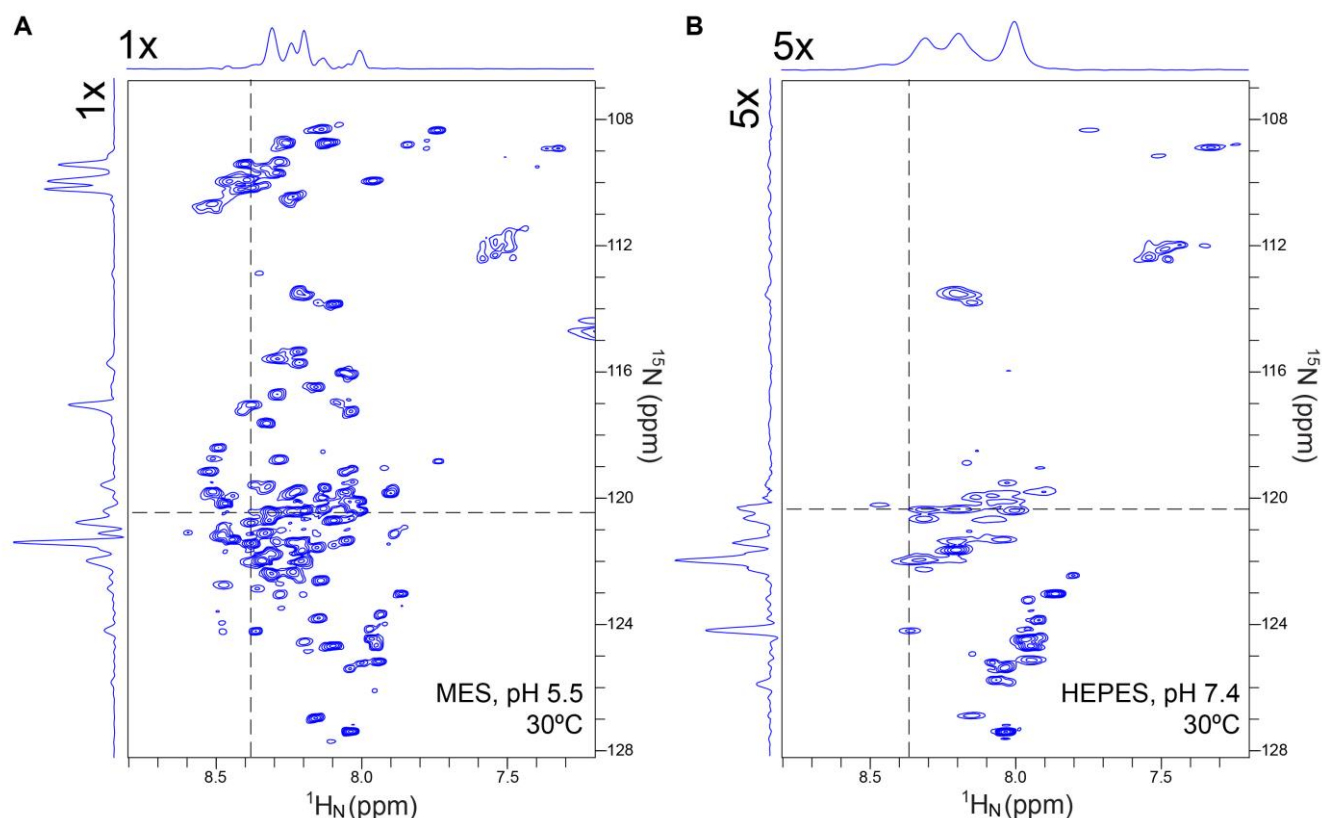 A
1x
1x
108
112
116
120
124
128
¹⁵N (ppm)
MES, pH 5.5
30ºC
8.5
8.0
7.5
¹H_N (ppm)
B
5x
5x
108
112
116
120
124
128
¹⁵N (ppm)
HEPES, pH 7.4
30ºC
8.5
8.0
7.5
¹H_N (ppm)